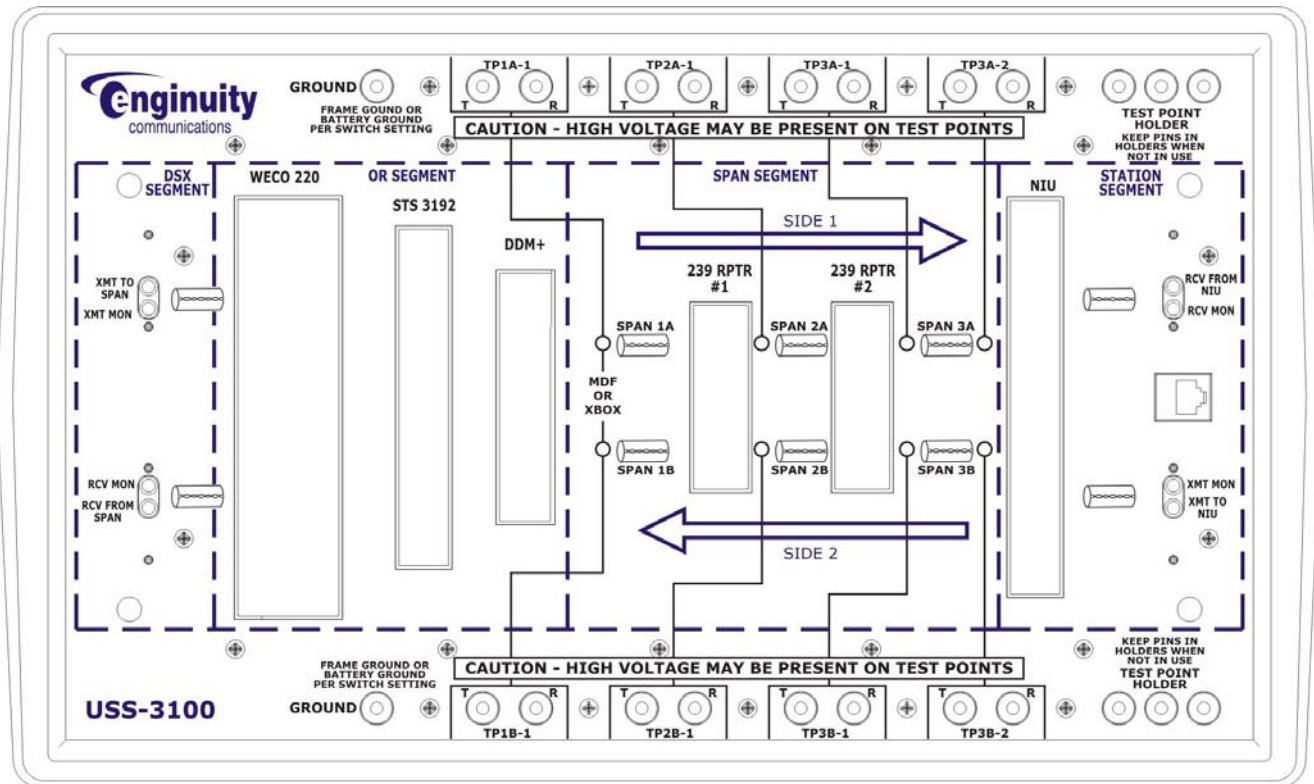 enginuity
communications
GROUND
FRAME GOUND OR
BATTERY GROUND
PER SWITCH SETTING
TP1A-1
T R
TP2A-1
T R
TP3A-1
T R
TP3A-2
T R
TEST POINT
HOLDER
KEEP PINS IN
HOLDERS WHEN
NOT IN USE
CAUTION - HIGH VOLTAGE MAY BE PRESENT ON TEST POINTS
DSX
SEGMENT
WECO 220
OR SEGMENT
STS 3192
DDM+
SPAN SEGMENT
SIDE 1
NIU
STATION
SEGMENT
XMT TO
SPAN
XMT MON
239 RPTR
#1
239 RPTR
#2
RCV FROM
NIU
RCV MON
SPAN 1A
SPAN 2A
SPAN 3A
MDF
OR
XBOX
SPAN 1B
SPAN 2B
SPAN 3B
RCV MON
RCV FROM
SPAN
XMT MON
XMT TO
NIU
SIDE 2
FRAME GROUND OR
BATTERY GROUND
PER SWITCH SETTING
CAUTION - HIGH VOLTAGE MAY BE PRESENT ON TEST POINTS
KEEP PINS IN
HOLDERS WHEN
NOT IN USE
TEST POINT
HOLDER
USS-3100
GROUND
T R
TP1B-1
T R
TP2B-1
T R
TP3B-1
T R
TP3B-2